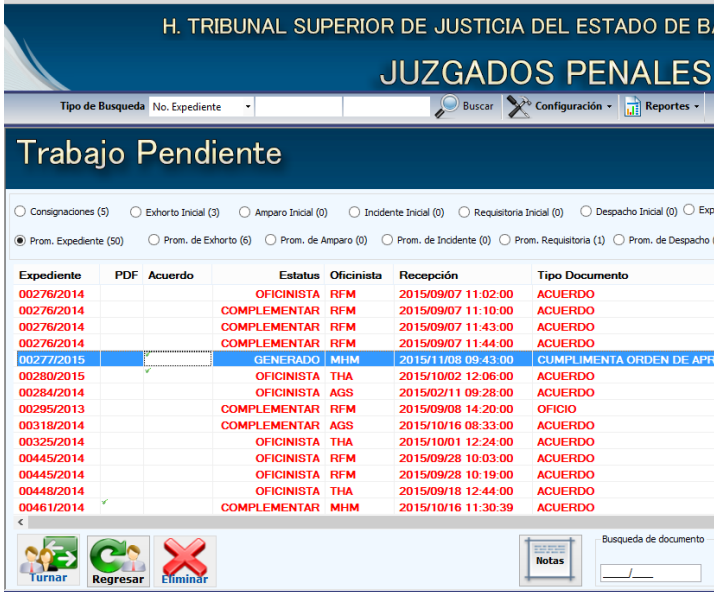 H. TRIBUNAL SUPERIOR DE JUSTICIA DEL ESTADO DE
JUZGADOS PENALES
Tipo de Busqueda No. Expediente Buscar Configuración Reportes
Trabajo Pendiente
Consignaciones (5) Exhorto Inicial (3) Amparo Inicial (0) Incidente Inicial (0) Requisitoria Inicial (0) Despacho Inicial (0) Exp
Prom. Expediente (50) Prom. de Exhorto (6) Prom. de Amparo (0) Prom. de Incidente (0) Prom. Requisitoria (1) Prom. de Despacho (
Expediente PDF Acuerdo Estatus Oficinista Recepción Tipo Documento
00276/2014 OFICINISTA RFM 2015/09/07 11:02:00 ACUERDO
00276/2014 COMPLEMENTAR RFM 2015/09/07 11:10:00 ACUERDO
00276/2014 COMPLEMENTAR RFM 2015/09/07 11:43:00 ACUERDO
00276/2014 COMPLEMENTAR RFM 2015/09/07 11:44:00 ACUERDO
00277/2015 GENERADO MHM 2015/11/08 09:43:00 CUMPLIMENTA ORDEN DE APR
00280/2015 OFICINISTA THA 2015/10/02 12:06:00 ACUERDO
00284/2014 OFICINISTA AGS 2015/02/11 09:28:00 ACUERDO
00295/2013 COMPLEMENTAR RFM 2015/09/08 14:20:00 OFICIO
00318/2014 COMPLEMENTAR AGS 2015/10/16 08:33:00 ACUERDO
00325/2014 OFICINISTA THA 2015/10/01 12:24:00 ACUERDO
00445/2014 OFICINISTA RFM 2015/09/28 10:03:00 ACUERDO
00445/2014 OFICINISTA RFM 2015/09/28 10:19:00 ACUERDO
00448/2014 OFICINISTA THA 2015/09/18 12:44:00 ACUERDO
00461/2014 COMPLEMENTAR MHM 2015/10/16 11:30:39 ACUERDO
Busqueda de documento
Turnar Regresar Eliminar Notas ____/____